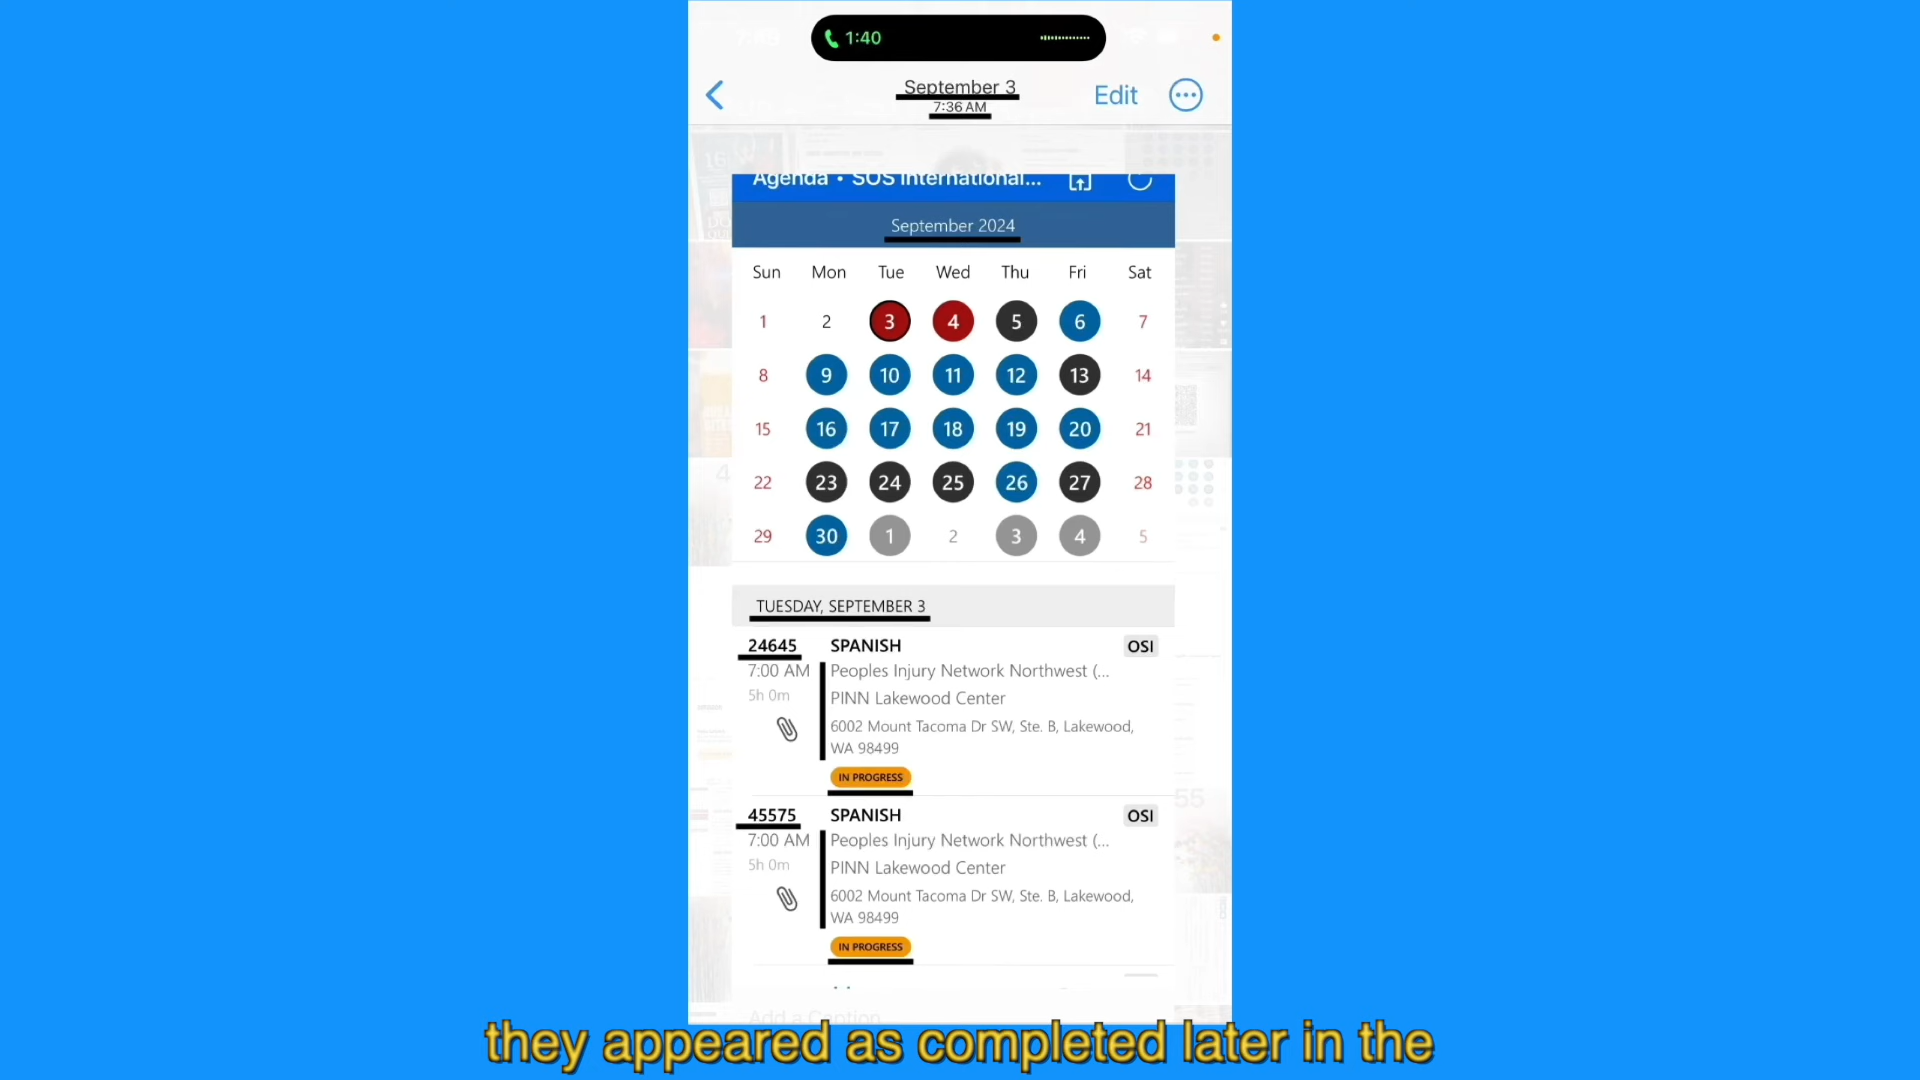 1:40
September 3
7:36 AM
Edit
Agenda • SOS International...
September 2024
Sun Mon Tue Wed Thu Fri Sat
1 2 3 4 5 6 7
8 9 10 11 12 13 14
15 16 17 18 19 20 21
22 23 24 25 26 27 28
29 30 1 2 3 4 5
TUESDAY, SEPTEMBER 3
24645 SPANISH OSI
7:00 AM Peoples Injury Network Northwest (...
5h 0m PINN Lakewood Center
6002 Mount Tacoma Dr SW, Ste. B, Lakewood,
WA 98499
IN PROGRESS
45575 SPANISH OSI
7:00 AM Peoples Injury Network Northwest (...
5h 0m PINN Lakewood Center
6002 Mount Tacoma Dr SW, Ste. B, Lakewood,
WA 98499
IN PROGRESS
Add a Caption
they appeared as completed later in the